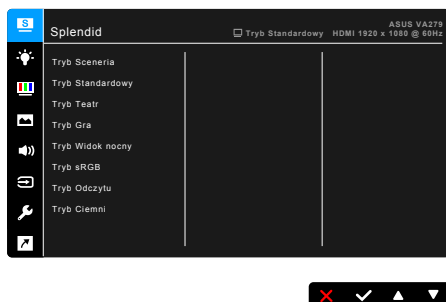 S
Splendid
Tryb Standardowy
ASUS VA279
HDMI 1920 x 1080 @ 60Hz
Tryb Sceneria
Tryb Standardowy
Tryb Teatr
Tryb Gra
Tryb Widok nocny
Tryb sRGB
Tryb Odczytu
Tryb Ciemni